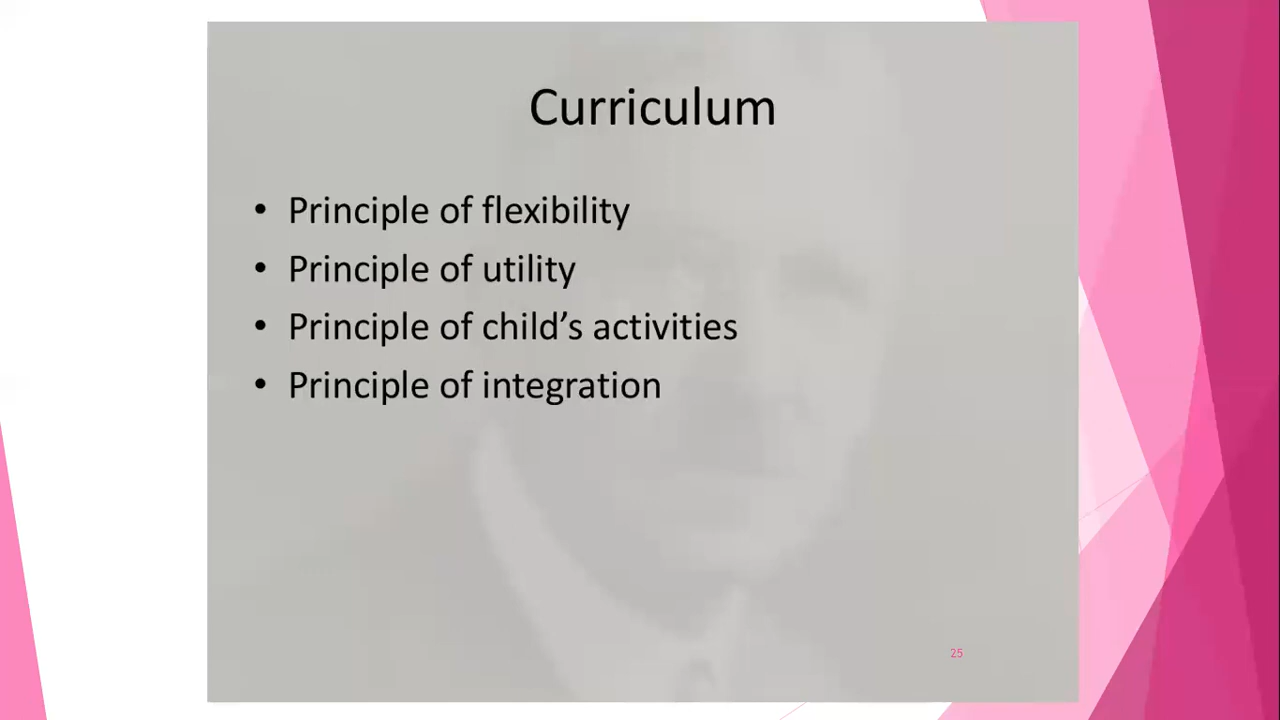 Curriculum
• Principle of flexibility
• Principle of utility
• Principle of child’s activities
• Principle of integration
25